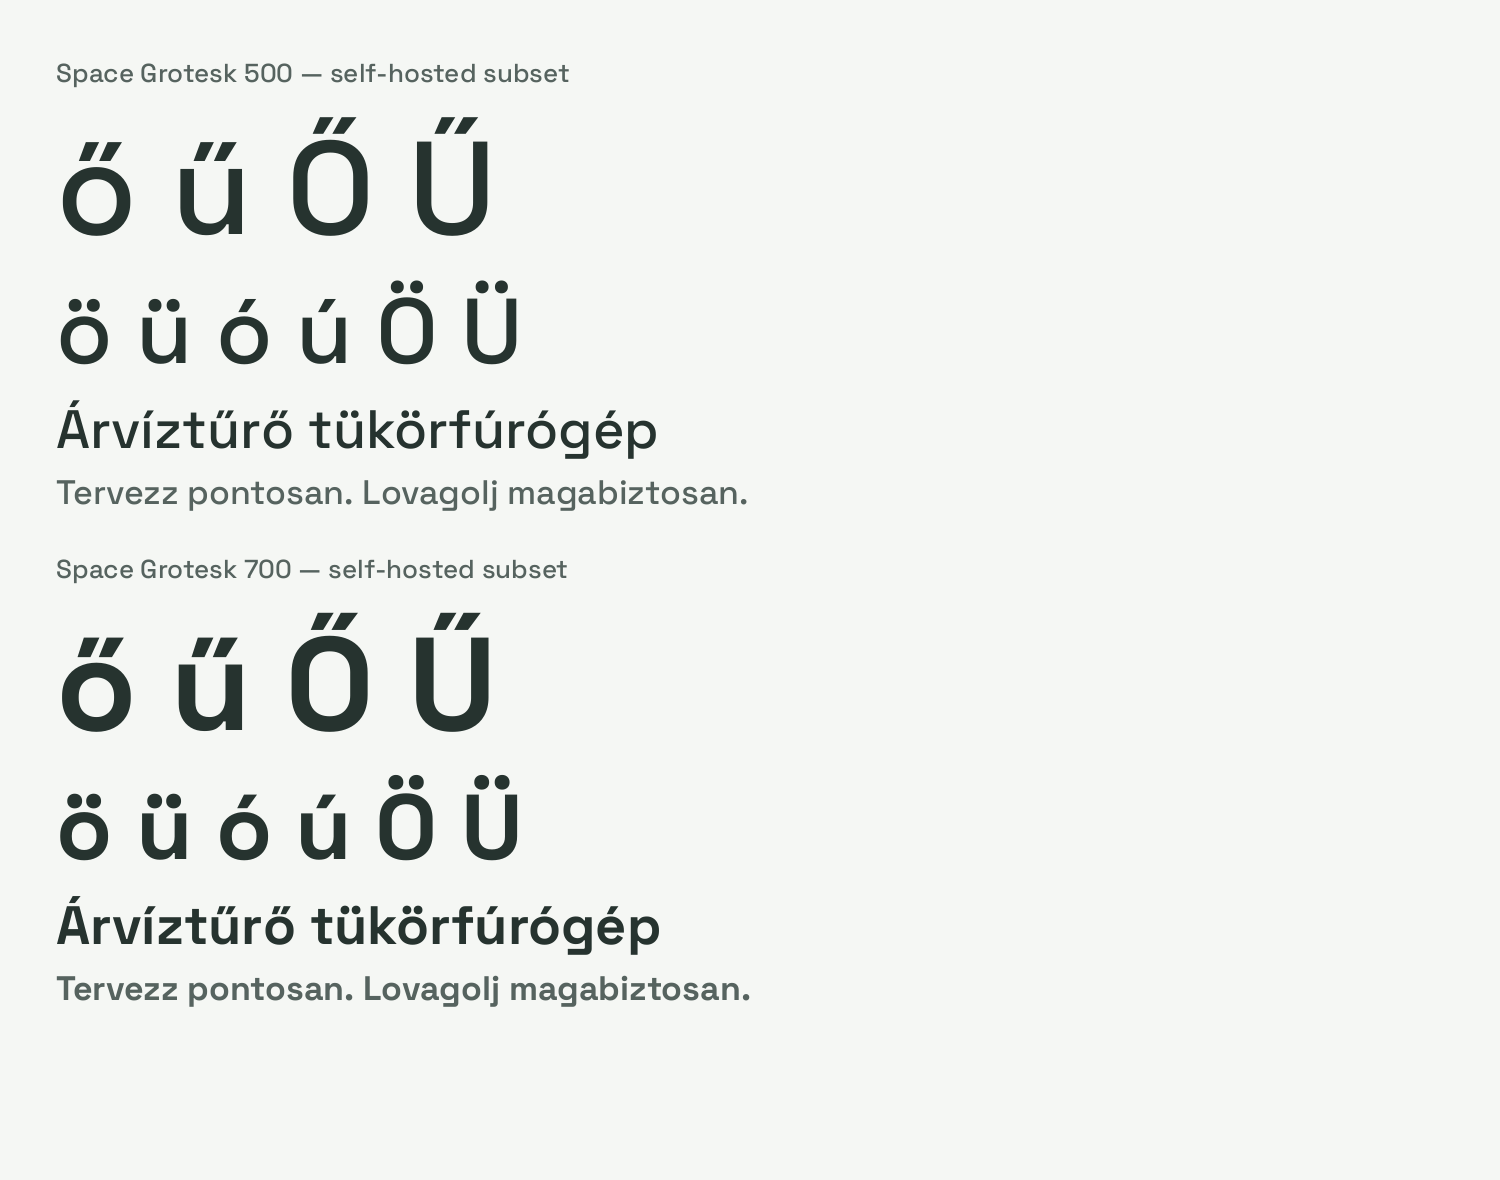 Space Grotesk 500 — self-hosted subset
ő ű Ő Ű
ö ü ó ú Ö Ü
Árvíztűrő tükörfúrógép
Tervezz pontosan. Lovagolj magabiztosan.
Space Grotesk 700 — self-hosted subset
ő ű Ő Ű
ö ü ó ú Ö Ü
Árvíztűrő tükörfúrógép
Tervezz pontosan. Lovagolj magabiztosan.